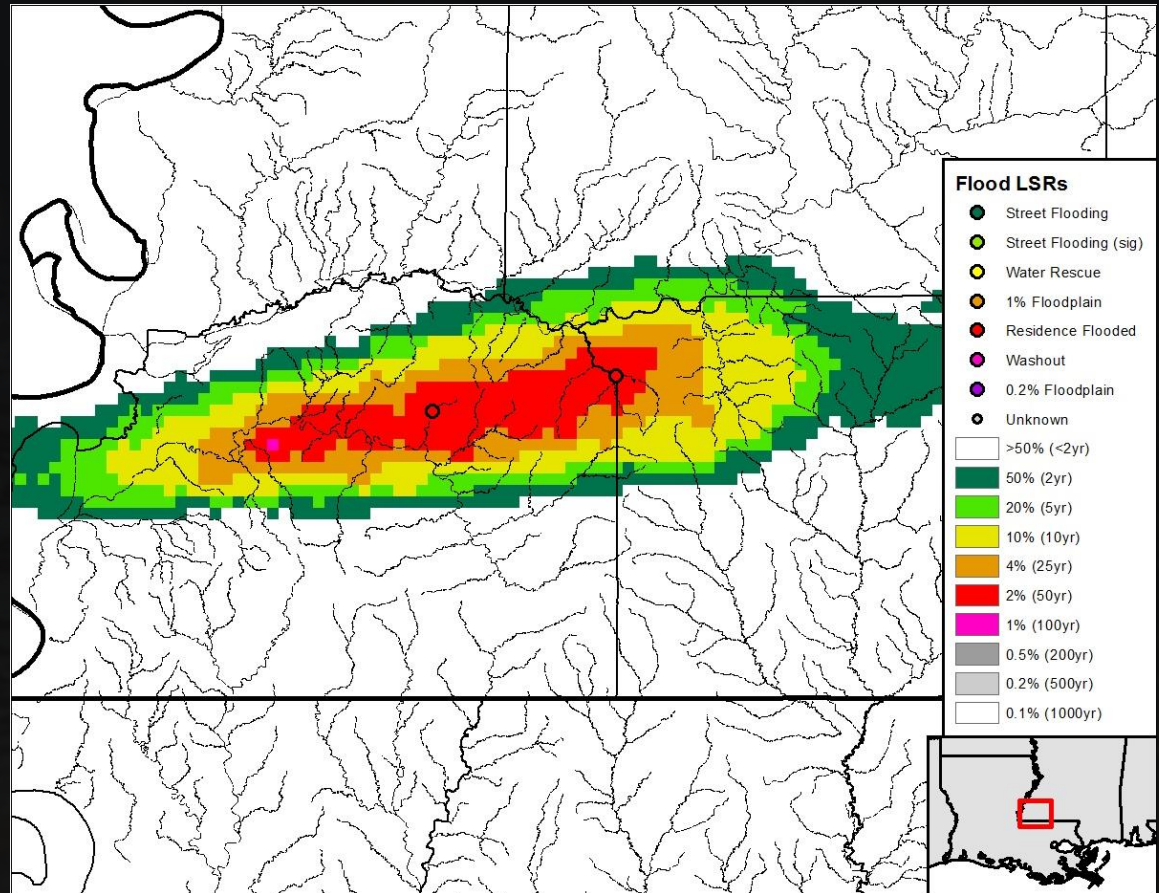 Flood LSRs
Street Flooding
Street Flooding (sig)
Water Rescue
1% Floodplain
Residence Flooded
Washout
0.2% Floodplain
Unknown
>50% (<2yr)
50% (2yr)
20% (5yr)
10% (10yr)
4% (25yr)
2% (50yr)
1% (100yr)
0.5% (200yr)
0.2% (500yr)
0.1% (1000yr)